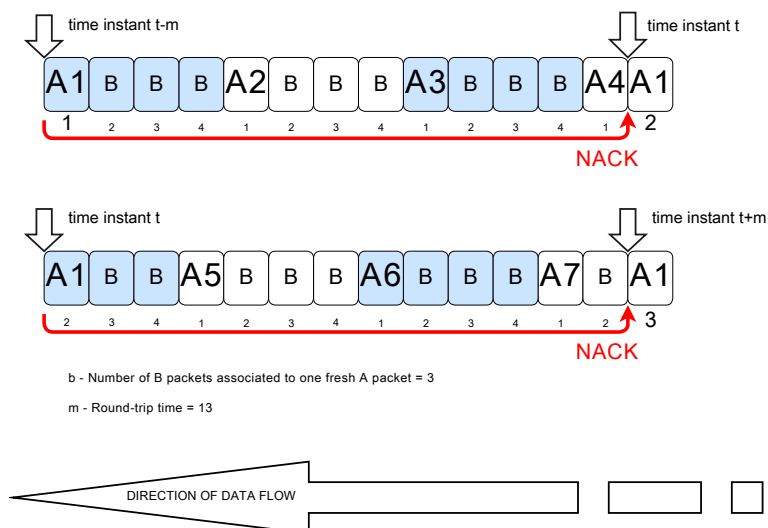 time instant t-m
time instant t
A1 B B B A2 B B B A3 B B B A4 A1
1 2 3 4 1 2 3 4 1 2 3 4 1 2
NACK
time instant t
time instant t+m
A1 B B A5 B B B A6 B B B A7 B A1
2 3 4 1 2 3 4 1 2 3 4 1 2 3
NACK
b - Number of B packets associated to one fresh A packet = 3
m - Round-trip time = 13
DIRECTION OF DATA FLOW